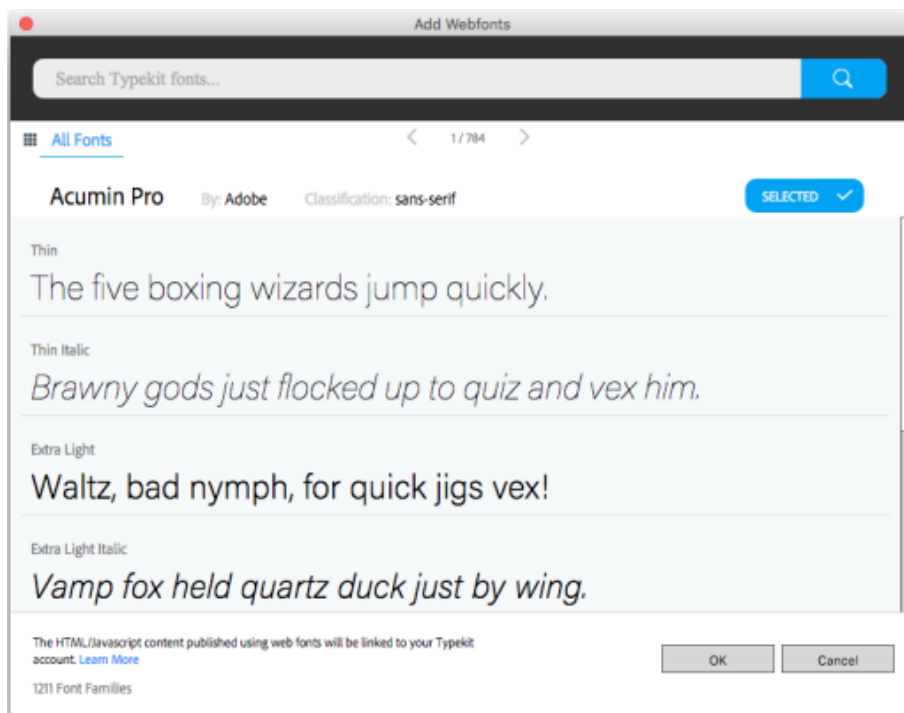 Add Webfonts
Search Typekit fonts...
All Fonts
1 / 784
Acumin Pro By: Adobe Classification: sans-serif SELECTED
Thin
The five boxing wizards jump quickly.
Thin Italic
Brawny gods just flocked up to quiz and vex him.
Extra Light
Waltz, bad nymph, for quick jigs vex!
Extra Light Italic
Vamp fox held quartz duck just by wing.
The HTML/Javascript content published using web fonts will be linked to your Typekit
account. Learn More
OK Cancel
1211 Font Families